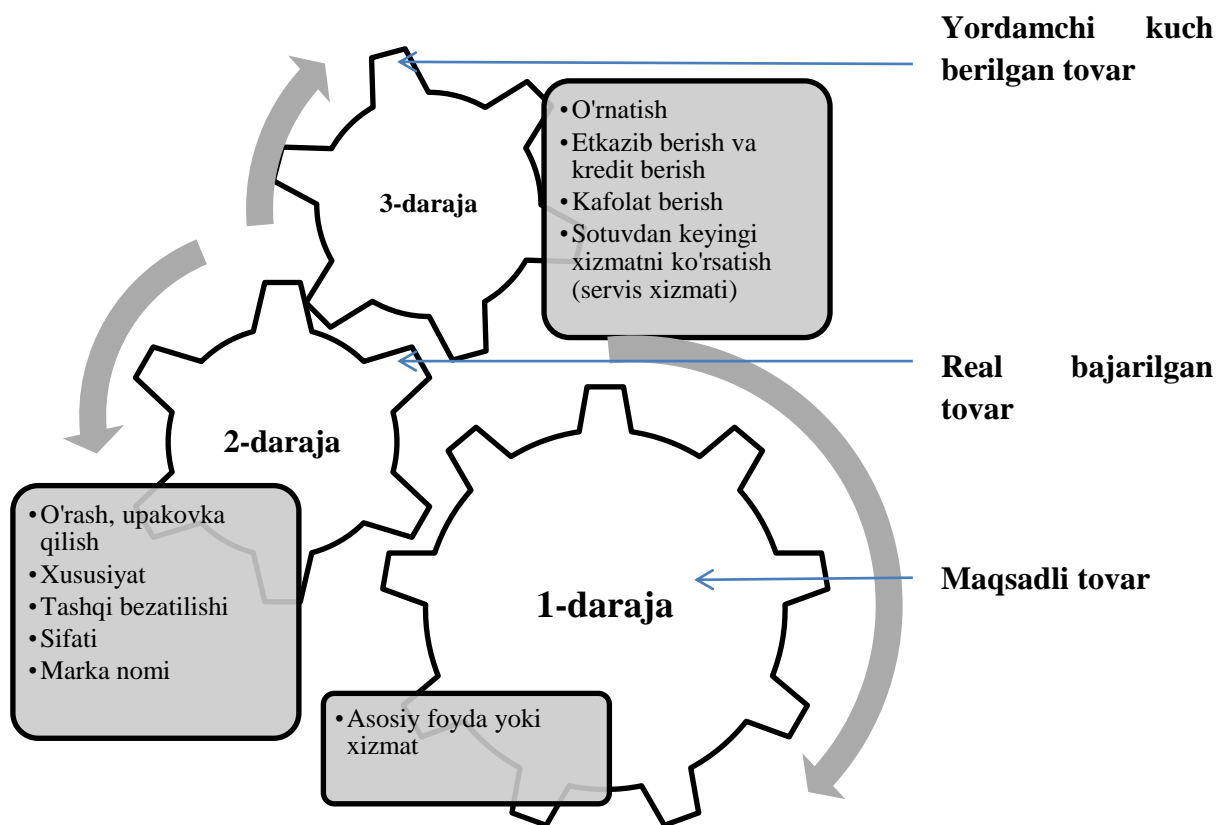 Yordamchi kuch
berilgan tovar
• O'rnatish
• Etkazib berish va
kredit berish
• Kafolat berish
• Sotuvdan keyingi
xizmatni ko'rsatish
(servis xizmati)
3-daraja
Real bajarilgan
tovar
2-daraja
• O'rash, upakovka
qilish
• Xususiyat
• Tashqi bezatilishi
• Sifati
• Marka nomi
Maqsadli tovar
1-daraja
• Asosiy foyda yoki
xizmat